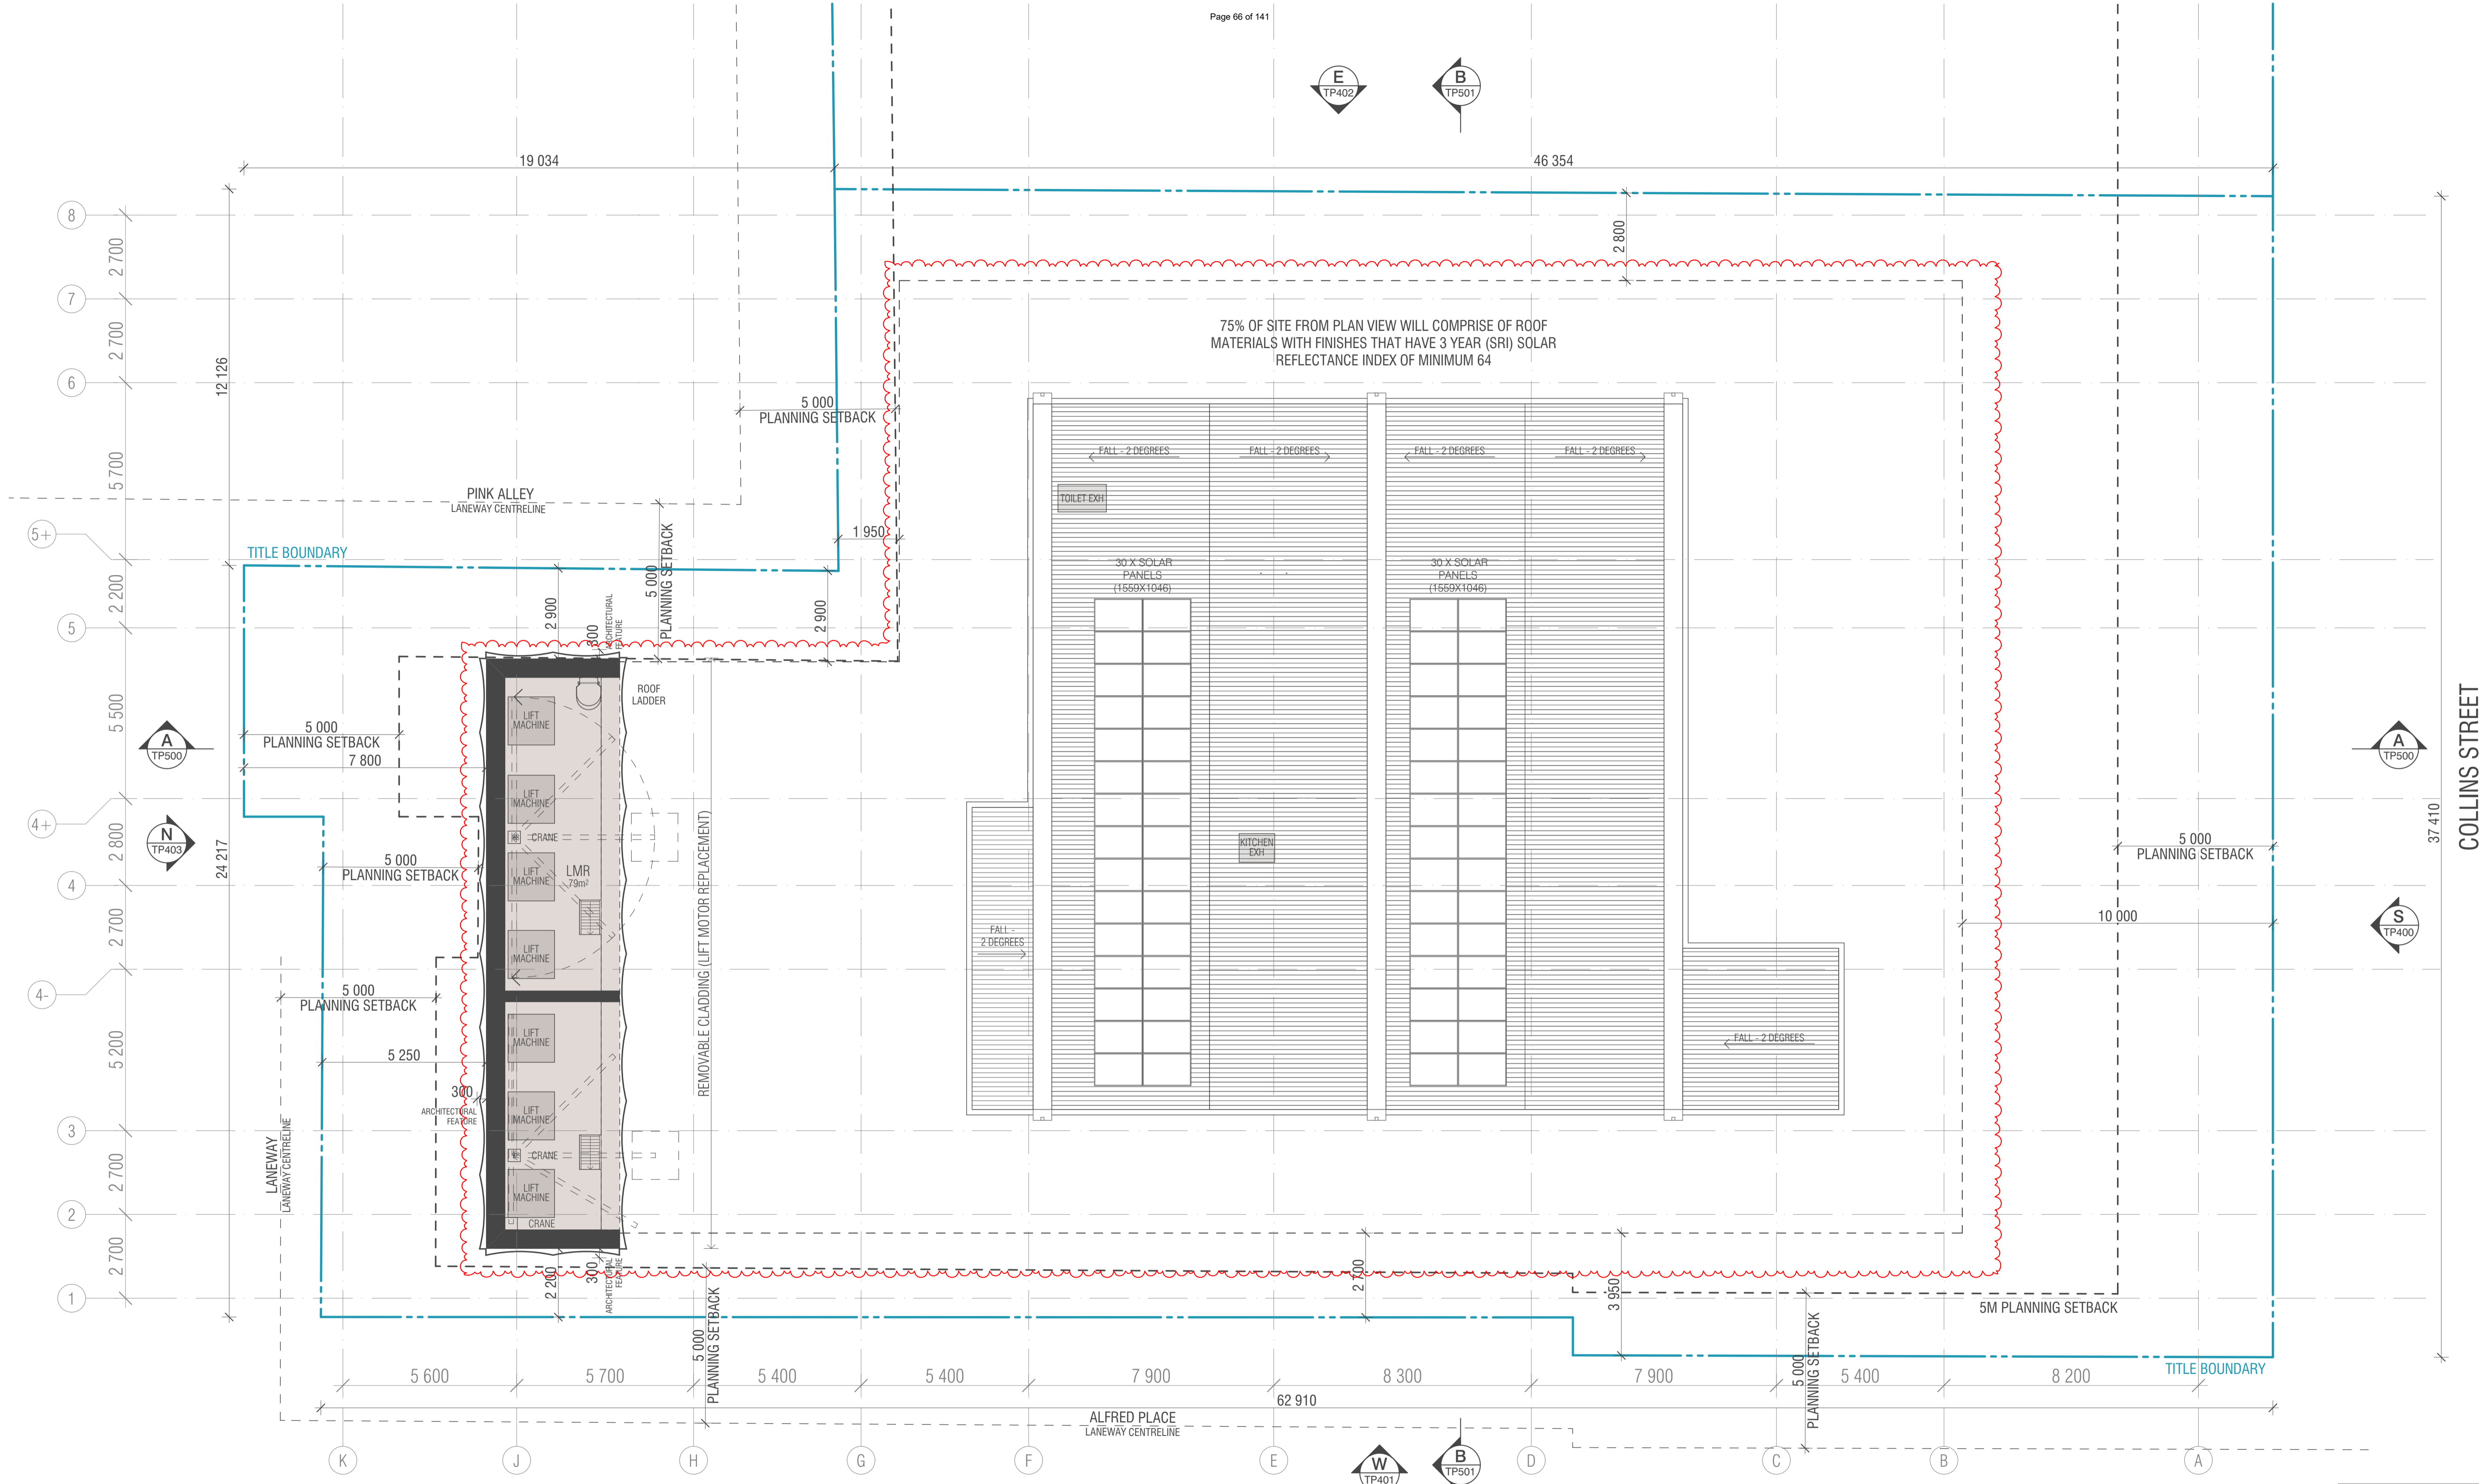 Page 66 of 141
E
TP402
B
TP501
19 034
46 354
8
2 700
7
2 700
6
5 700
5+
2 200
5
5 500
4+
2 800
4
2 700
4-
5 200
3
2 700
2
2 700
1
12 126
24 217
2 800
75% OF SITE FROM PLAN VIEW WILL COMPRISE OF ROOF
MATERIALS WITH FINISHES THAT HAVE 3 YEAR (SRI) SOLAR
REFLECTANCE INDEX OF MINIMUM 64
5 000
PLANNING SETBACK
PINK ALLEY
LANEWAY CENTRELINE
TITLE BOUNDARY
1 950
5 000
PLANNING SETBACK
2 900
300
ARCHITECTURAL
FEATURE
2 900
FALL - 2 DEGREES
FALL - 2 DEGREES
FALL - 2 DEGREES
FALL - 2 DEGREES
TOILET EXH
30 X SOLAR
PANELS
(1559X1046)
30 X SOLAR
PANELS
(1559X1046)
ROOF
LADDER
LIFT
MACHINE
A
TP500
5 000
PLANNING SETBACK
7 800
LIFT
MACHINE
N
TP403
CRANE
5 000
PLANNING SETBACK
LIFT
MACHINE
LMR
79m²
LIFT
MACHINE
KITCHEN
EXH
FALL -
2 DEGREES
REMOVABLE CLADDING (LIFT MOTOR REPLACEMENT)
5 000
PLANNING SETBACK
LIFT
MACHINE
5 250
300
ARCHITECTURAL
FEATURE
LIFT
MACHINE
CRANE
LIFT
MACHINE
CRANE
LANEWAY
LANEWAY CENTRELINE
FALL - 2 DEGREES
A
TP500
5 000
PLANNING SETBACK
37 410
COLLINS STREET
10 000
S
TP400
2 200
300
ARCHITECTURAL
FEATURE
5 000
PLANNING SETBACK
2 700
3 950
5 000
PLANNING SETBACK
5M PLANNING SETBACK
TITLE BOUNDARY
5 600
5 700
5 400
5 400
7 900
8 300
7 900
5 400
8 200
62 910
ALFRED PLACE
LANEWAY CENTRELINE
K
J
H
G
F
E
D
C
B
A
W
TP401
B
TP501